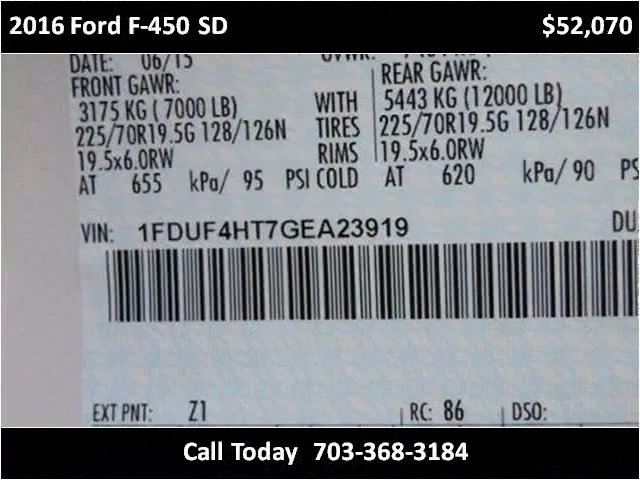 2016 Ford F-450 SD $52,070
DATE: 06/15
FRONT GAWR: REAR GAWR:
3175 KG ( 7000 LB) WITH 5443 KG (12000 LB)
225/70R19.5G 128/126N TIRES 225/70R19.5G 128/126N
19.5x6.0RW RIMS 19.5x6.0RW
AT 655 kPa/ 95 PSI COLD AT 620 kPa/ 90 PS
VIN: 1FDUF4HT7GEA23919 DU
EXT PNT: Z1 RC: 86 DSO:
Call Today 703-368-3184